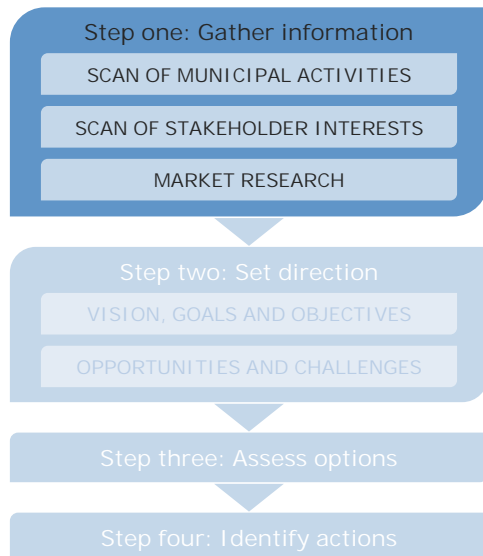 Step one: Gather information
SCAN OF MUNICIPAL ACTIVITIES
SCAN OF STAKEHOLDER INTERESTS
MARKET RESEARCH
Step two: Set direction
VISION, GOALS AND OBJECTIVES
OPPORTUNITIES AND CHALLENGES
Step three: Assess options
Step four: Identify actions